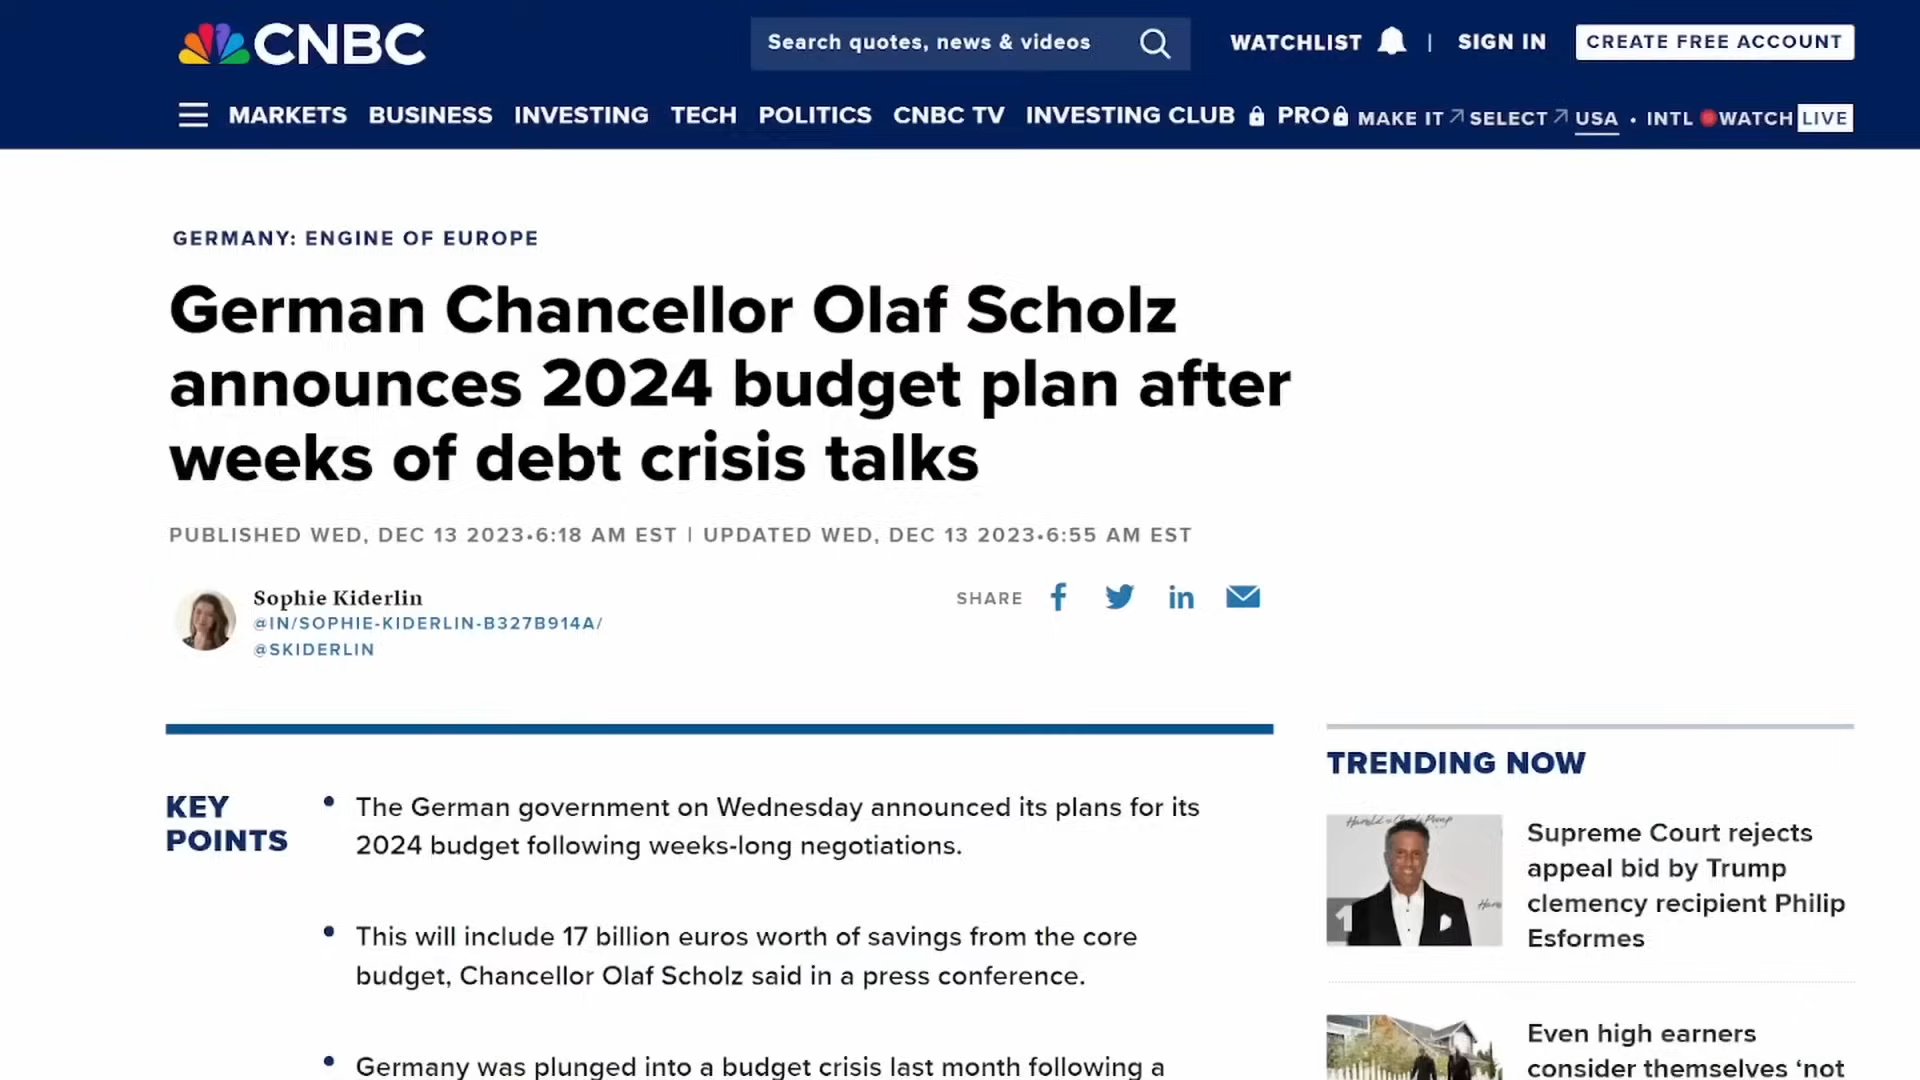 CNBC
Search quotes, news & videos
WATCHLIST | SIGN IN
CREATE FREE ACCOUNT
MARKETS BUSINESS INVESTING TECH POLITICS CNBC TV INVESTING CLUB PRO MAKE IT SELECT USA • INTL WATCH LIVE
GERMANY: ENGINE OF EUROPE
German Chancellor Olaf Scholz
announces 2024 budget plan after
weeks of debt crisis talks
PUBLISHED WED, DEC 13 2023•6:18 AM EST | UPDATED WED, DEC 13 2023•6:55 AM EST
Sophie Kiderlin
@IN/SOPHIE-KIDERLIN-B327B914A/
@SKIDERLIN
SHARE
KEY
POINTS
• The German government on Wednesday announced its plans for its
2024 budget following weeks-long negotiations.
• This will include 17 billion euros worth of savings from the core
budget, Chancellor Olaf Scholz said in a press conference.
• Germany was plunged into a budget crisis last month following a
TRENDING NOW
1
Supreme Court rejects
appeal bid by Trump
clemency recipient Philip
Esformes
Even high earners
consider themselves ‘not